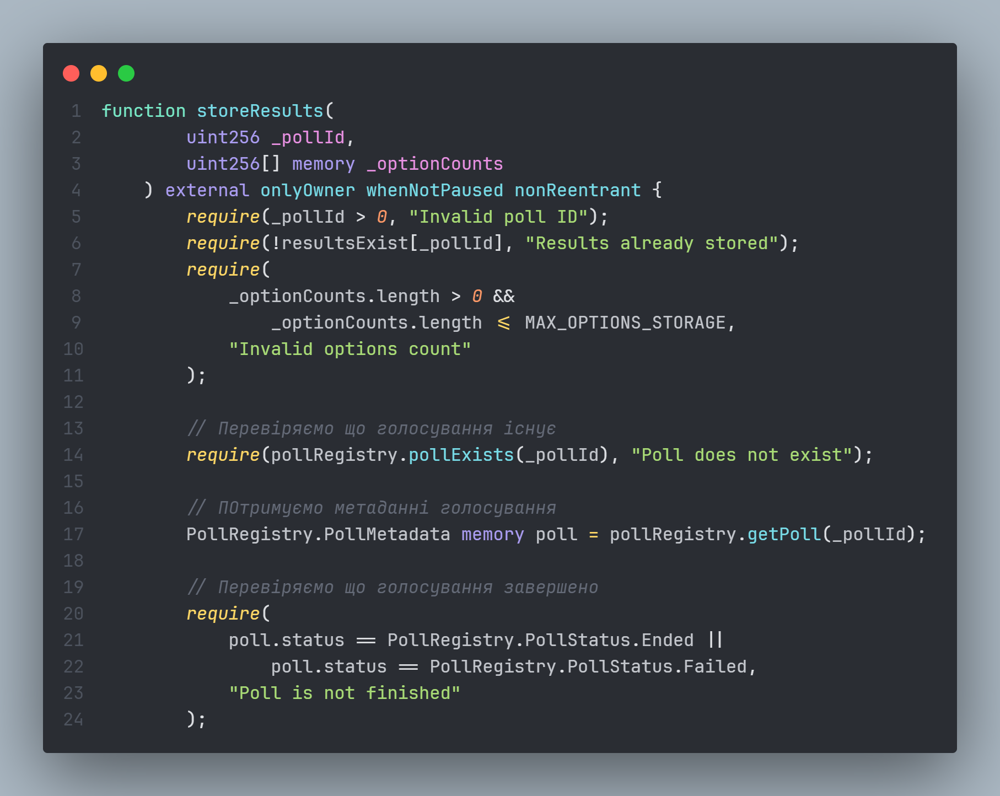 1 function storeResults(
2 uint256 _pollId,
3 uint256[] memory _optionCounts
4 ) external onlyOwner whenNotPaused nonReentrant {
5 require(_pollId > 0, "Invalid poll ID");
6 require(!resultsExist[_pollId], "Results already stored");
7 require(
8 _optionCounts.length > 0 &&
9 _optionCounts.length <= MAX_OPTIONS_STORAGE,
10 "Invalid options count"
11 );
12
13 // Перевіряємо що голосування існує
14 require(pollRegistry.pollExists(_pollId), "Poll does not exist");
15
16 // ПОтримуємо метаданні голосування
17 PollRegistry.PollMetadata memory poll = pollRegistry.getPoll(_pollId);
18
19 // Перевіряємо що голосування завершено
20 require(
21 poll.status == PollRegistry.PollStatus.Ended ||
22 poll.status == PollRegistry.PollStatus.Failed,
23 "Poll is not finished"
24 );